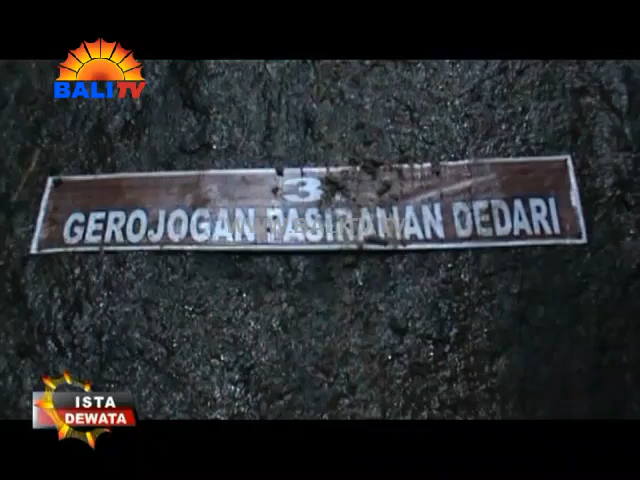 BALI TV
3
GEROJOGAN PASIRAMAN DEDARI
ISTA
DEWATA